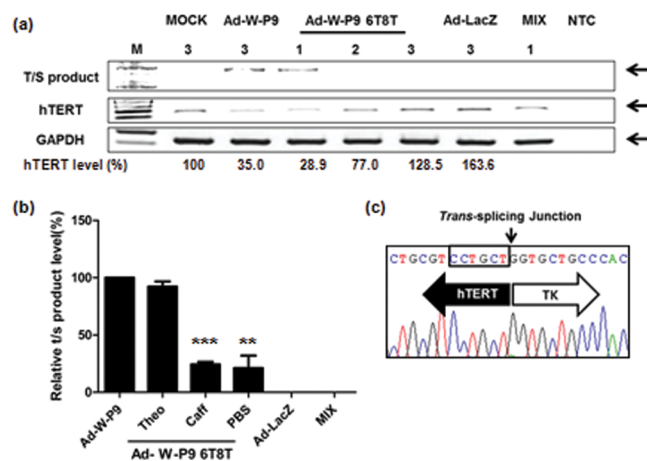 (a)
MOCK Ad-W-P9 Ad-W-P9 6T8T Ad-LacZ MIX NTC
M 3 3 1 2 3 3 1
T/S product
hTERT
GAPDH
hTERT level (%) 100 35.0 28.9 77.0 128.5 163.6
(b)
Relative t/s product level(%)
150
100
50
0
*** **
Ad-W-P9 Theo Caff PBS Ad-LacZ MIX
Ad- W-P9 6T8T
(c)
Trans-splicing Junction
CTGCGTCCTGCTGGTGCTGCCCAC
hTERT TK